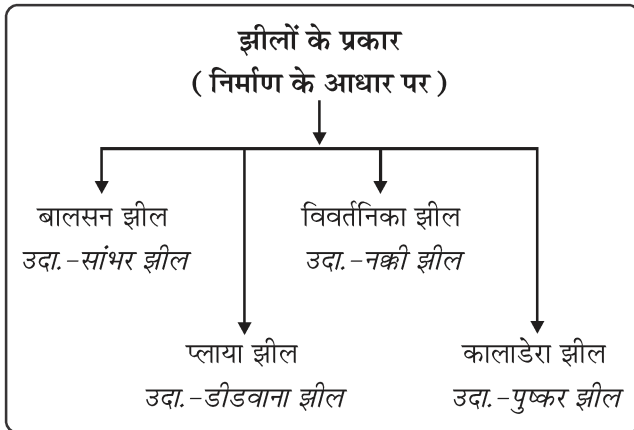 झीलों के प्रकार
( निर्माण के आधार पर )
बालसन झील
उदा.-सांभर झील
विवर्तनिका झील
उदा.-नक्की झील
प्लाया झील
उदा.-डीडवाना झील
कालाडेरा झील
उदा.-पुष्कर झील